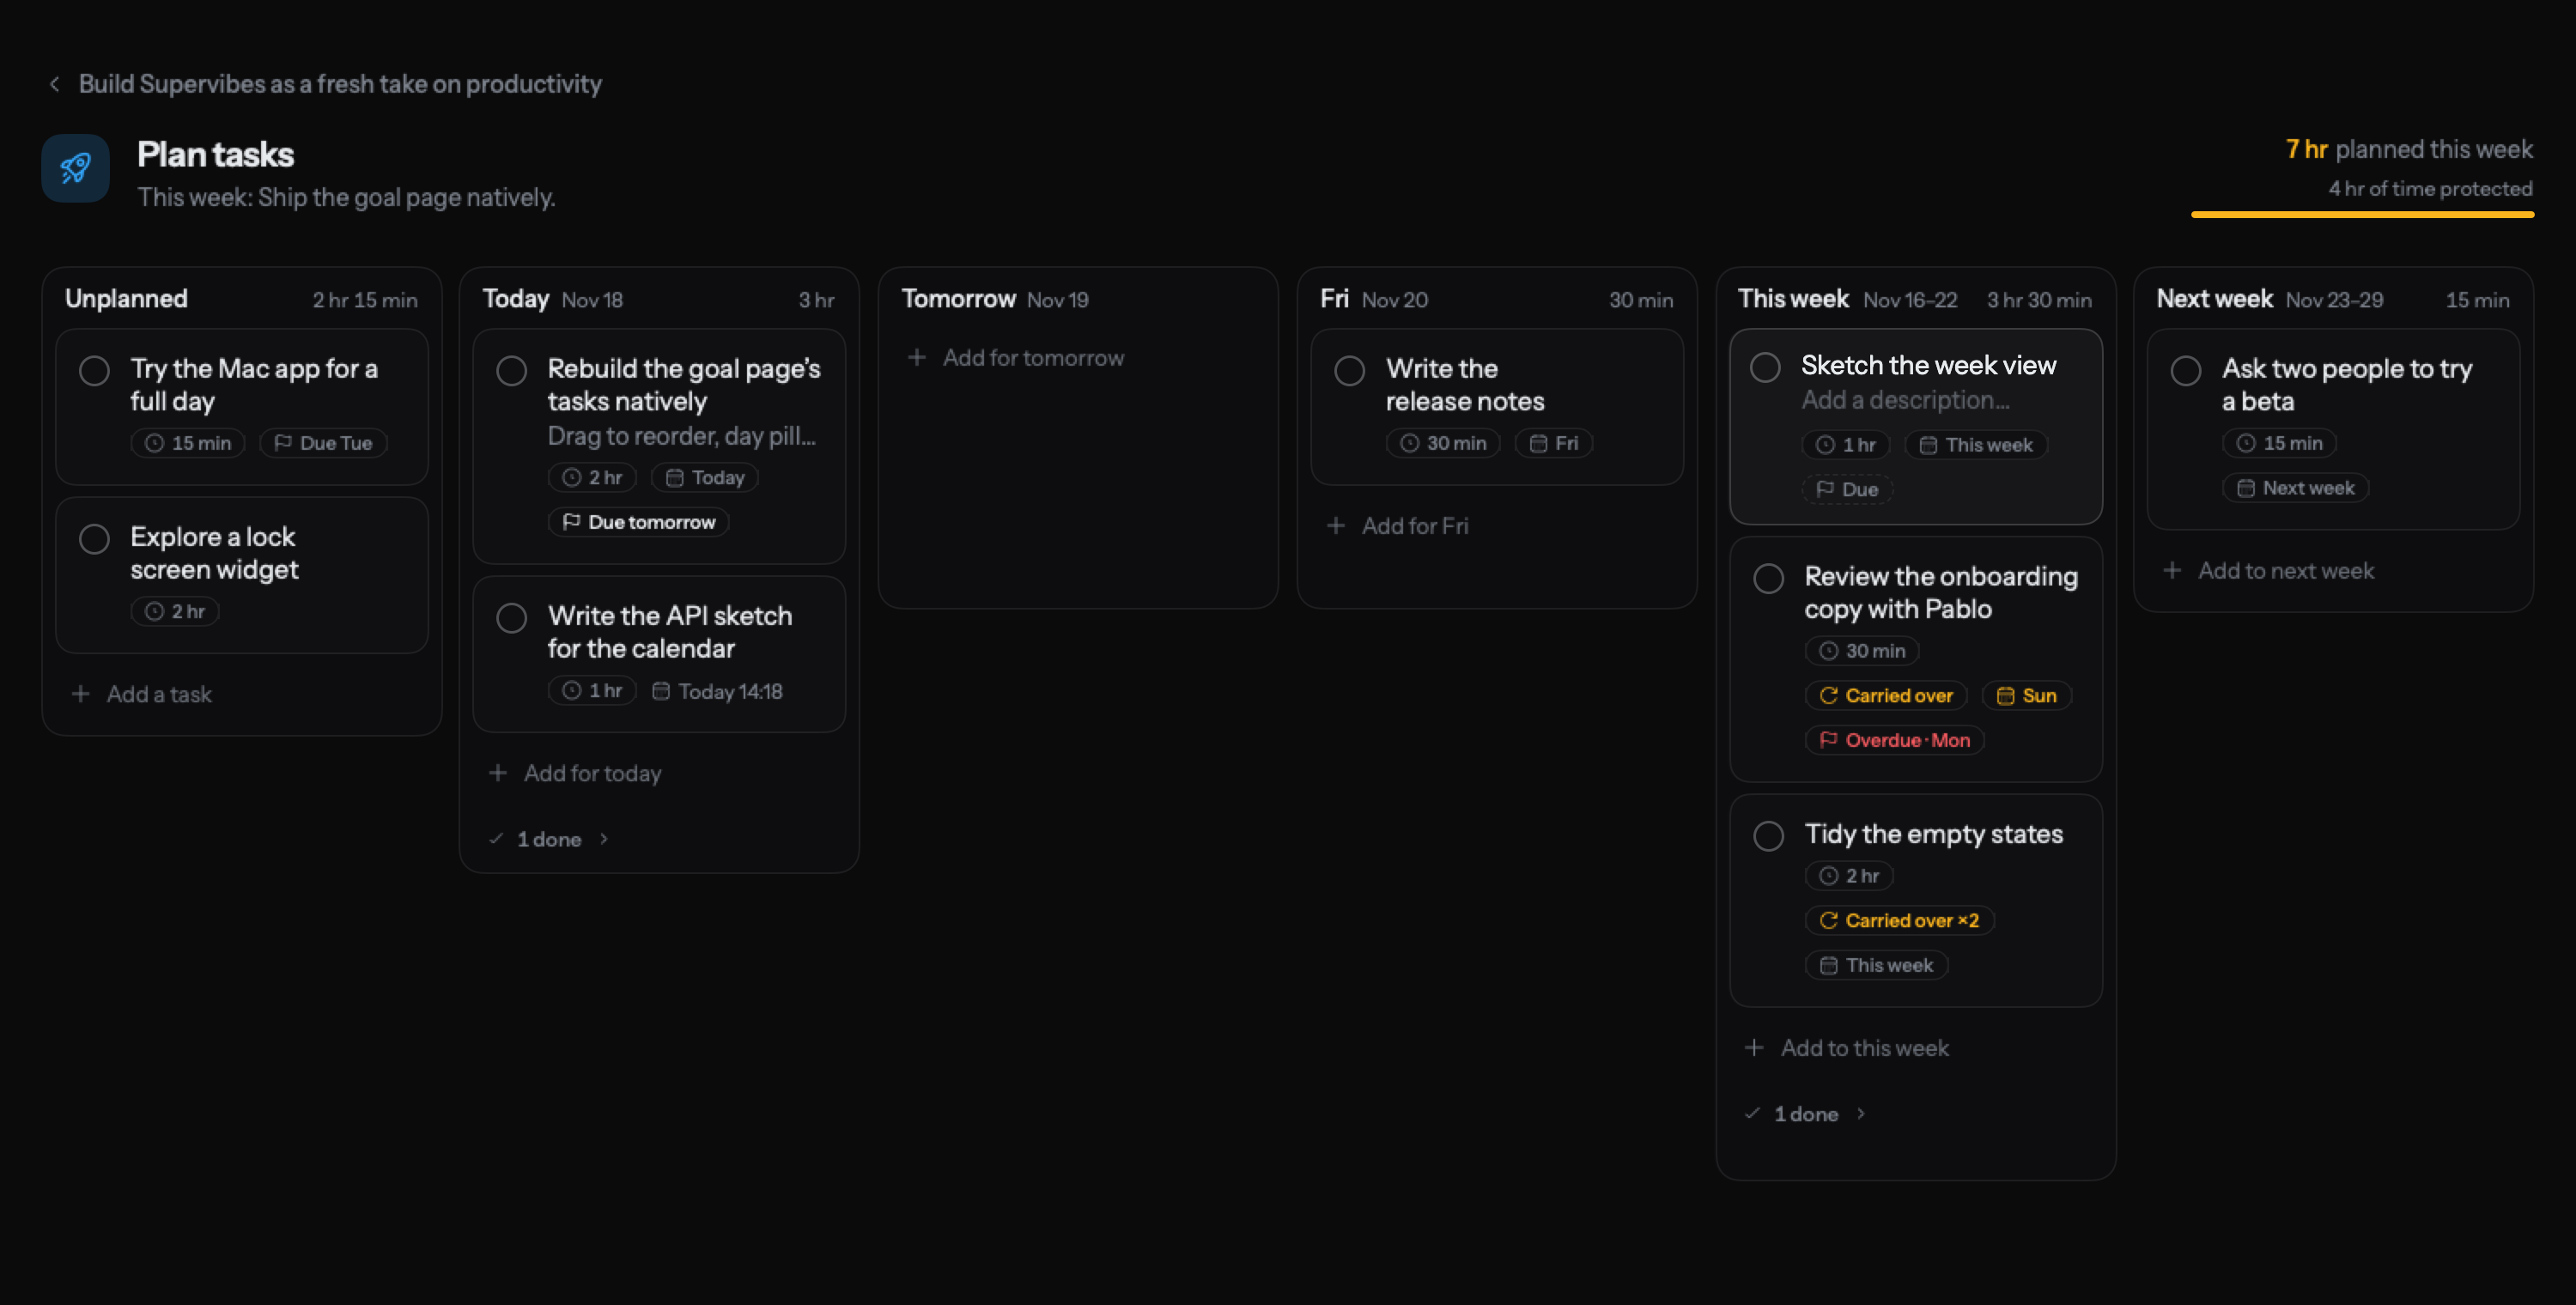 Build Supervibes as a fresh take on productivity
Plan tasks
This week: Ship the goal page natively.
7 hr planned this week
4 hr of time protected
Unplanned 2 hr 15 min
Try the Mac app for a
full day
15 min Due Tue
Explore a lock
screen widget
2 hr
Add a task
Today Nov 18 3 hr
Rebuild the goal page’s
tasks natively
Drag to reorder, day pill...
2 hr Today
Due tomorrow
Write the API sketch
for the calendar
1 hr Today 14:18
Add for today
1 done
Tomorrow Nov 19
Add for tomorrow
Fri Nov 20 30 min
Write the
release notes
30 min Fri
Add for Fri
This week Nov 16–22 3 hr 30 min
Sketch the week view
Add a description...
1 hr This week
Due
Review the onboarding
copy with Pablo
30 min
Carried over Sun
Overdue · Mon
Tidy the empty states
2 hr
Carried over ×2
This week
Add to this week
1 done
Next week Nov 23–29 15 min
Ask two people to try
a beta
15 min
Next week
Add to next week